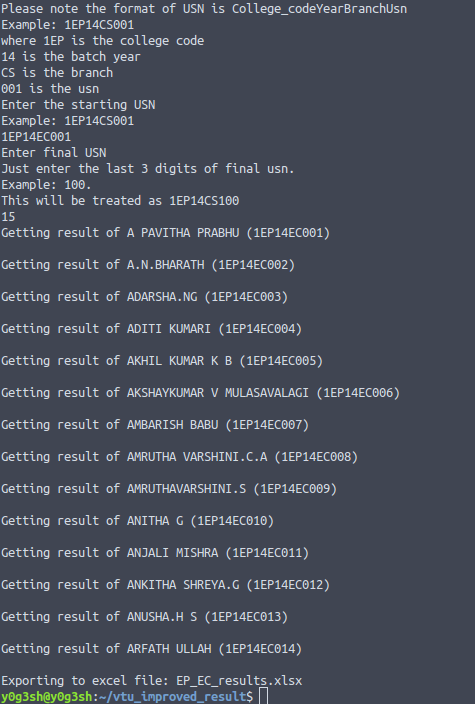 Please note the format of USN is College_codeYearBranchUsn
Example: 1EP14CS001
where 1EP is the college code
14 is the batch year
CS is the branch
001 is the usn
Enter the starting USN
Example: 1EP14CS001
1EP14EC001
Enter final USN
Just enter the last 3 digits of final usn.
Example: 100.
This will be treated as 1EP14CS100
15
Getting result of A PAVITHA PRABHU (1EP14EC001)
Getting result of A.N.BHARATH (1EP14EC002)
Getting result of ADARSHA.NG (1EP14EC003)
Getting result of ADITI KUMARI (1EP14EC004)
Getting result of AKHIL KUMAR K B (1EP14EC005)
Getting result of AKSHAYKUMAR V MULASAVALAGI (1EP14EC006)
Getting result of AMBARISH BABU (1EP14EC007)
Getting result of AMRUTHA VARSHINI.C.A (1EP14EC008)
Getting result of AMRUTHAVARSHINI.S (1EP14EC009)
Getting result of ANITHA G (1EP14EC010)
Getting result of ANJALI MISHRA (1EP14EC011)
Getting result of ANKITHA SHREYA.G (1EP14EC012)
Getting result of ANUSHA.H S (1EP14EC013)
Getting result of ARFATH ULLAH (1EP14EC014)
Exporting to excel file: EP_EC_results.xlsx
y0g3sh@y0g3sh:~/vtu_improved_result$